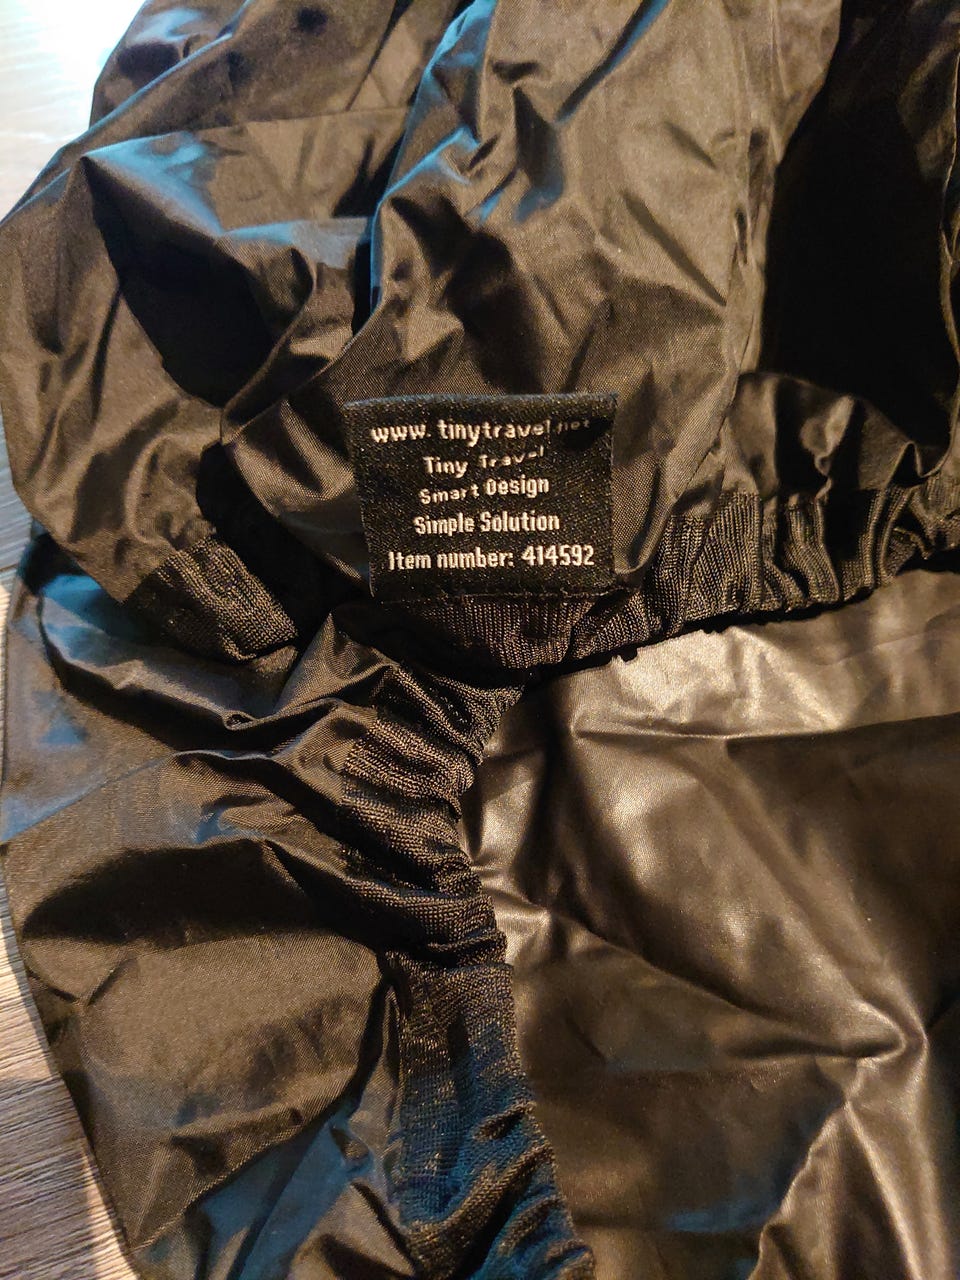 www.tinytravel.net
Tiny Travel
Smart Design
Simple Solution
Item number: 414592